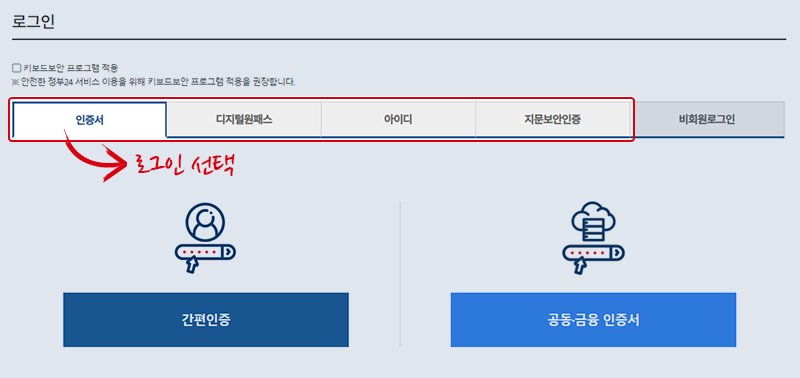 로그인
키보드보안 프로그램 적용
※ 안전한 정부24 서비스 이용을 위해 키보드보안 프로그램 적용을 권장합니다.
인증서 디지털원패스 아이디 지문보안인증 비회원로그인
로그인 선택
간편인증 공동·금융 인증서